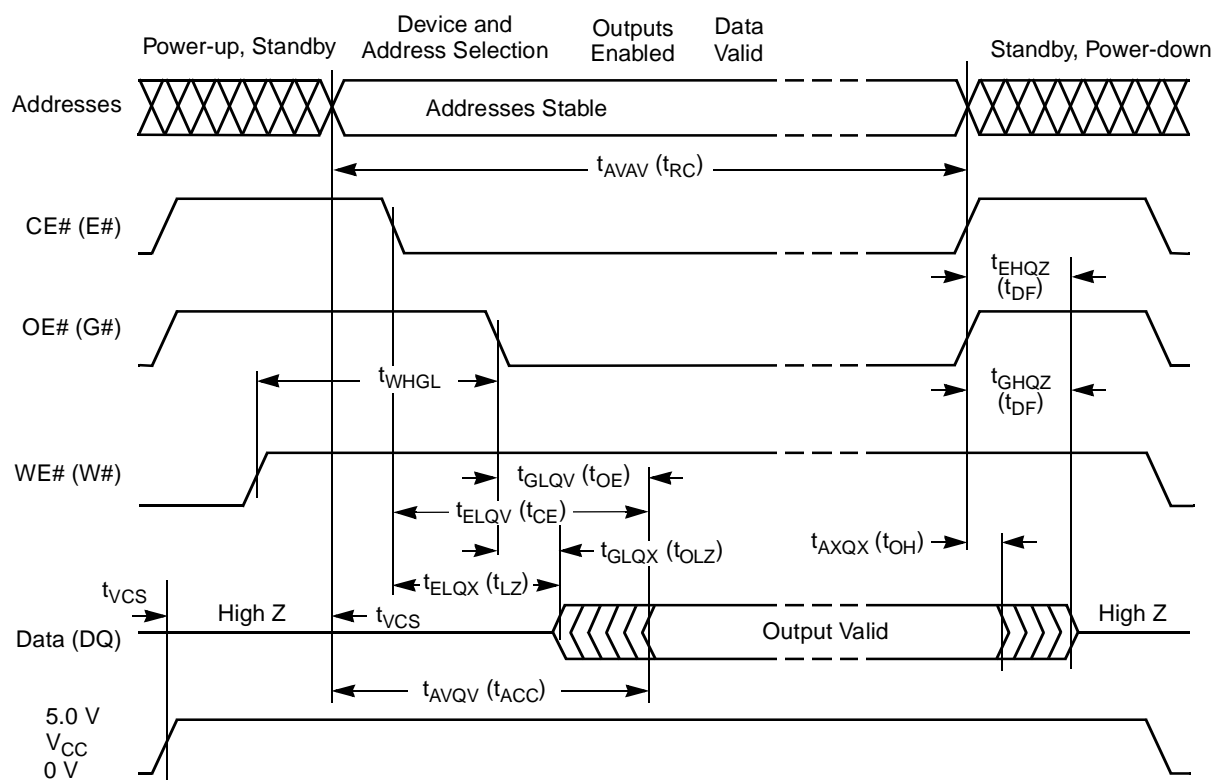 Power-up, Standby
Device and
Address Selection
Outputs
Enabled
Data
Valid
Standby, Power-down
Addresses
Addresses Stable
tAVAV (tRC)
CE# (E#)
tEHQZ
(tDF)
OE# (G#)
tWHGL
tGHQZ
(tDF)
WE# (W#)
tGLQV (tOE)
tELQV (tCE)
tGLQX (tOLZ)
tAXQX (tOH)
tELQX (tLZ)
tVCS
High Z
tVCS
Data (DQ)
Output Valid
High Z
tAVQV (tACC)
5.0 V
VCC
0 V